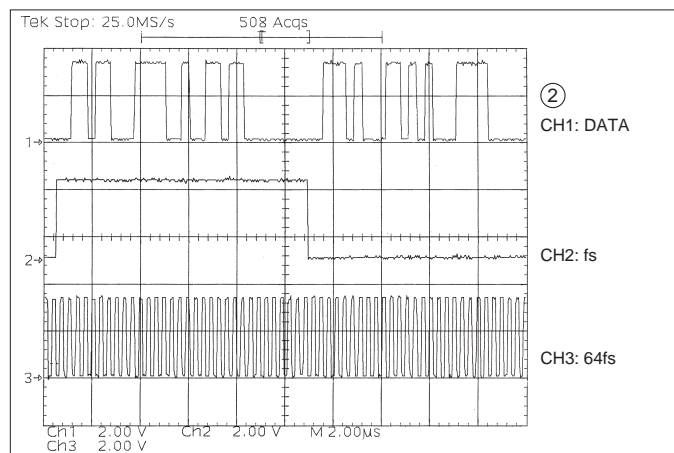 Tek Stop: 25.0MS/s 508 Acqs
②
CH1: DATA
1
2
CH2: fs
CH3: 64fs
3
Ch1 2.00 V Ch2 2.00 V M 2.00µs
Ch3 2.00 V